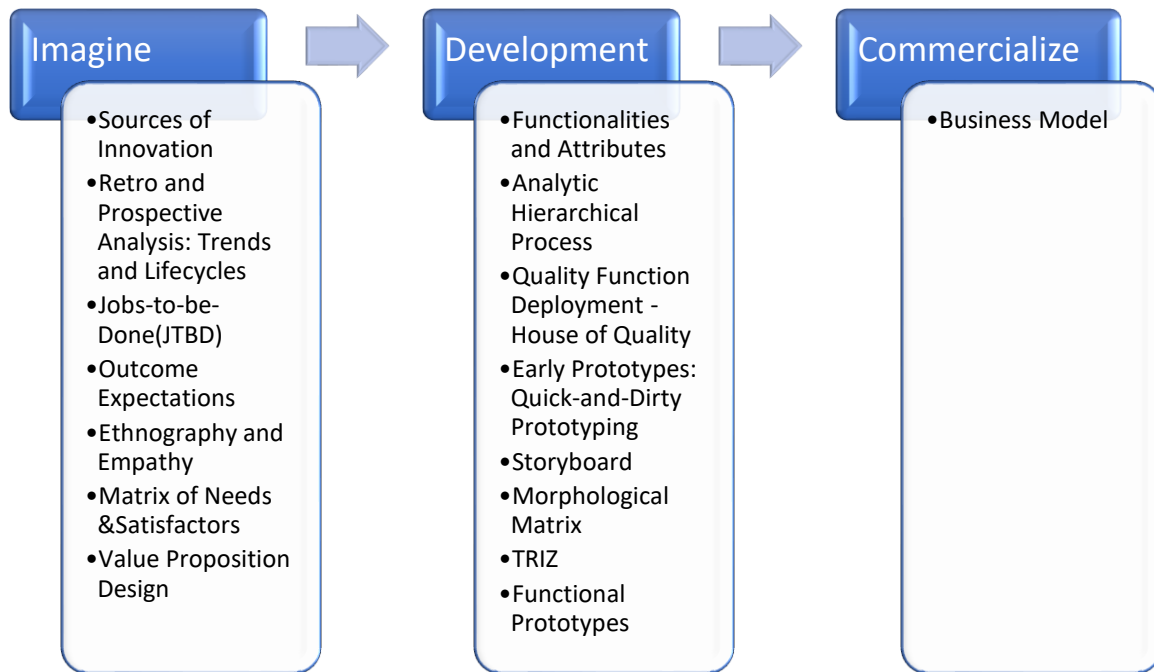 Imagine
•Sources of
Innovation
•Retro and
Prospective
Analysis: Trends
and Lifecycles
•Jobs-to-be-
Done(JTBD)
•Outcome
Expectations
•Ethnography and
Empathy
•Matrix of Needs
&Satisfactors
•Value Proposition
Design
Development
•Functionalities
and Attributes
•Analytic
Hierarchical
Process
•Quality Function
Deployment -
House of Quality
•Early Prototypes:
Quick-and-Dirty
Prototyping
•Storyboard
•Morphological
Matrix
•TRIZ
•Functional
Prototypes
Commercialize
•Business Model